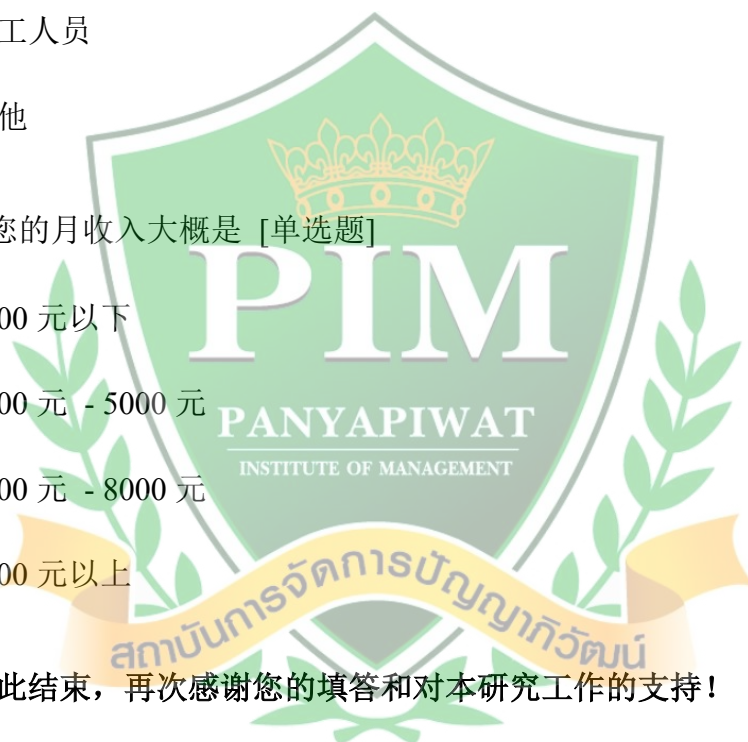 工人员
他
您的月收入大概是 [单选题]
00 元以下
00 元 - 5000 元
00 元 - 8000 元
00 元以上
此结束，再次感谢您的填答和对本研究工作的支持！
PIM
PANYAPIWAT
INSTITUTE OF MANAGEMENT
สถาบันการจัดการปัญญาภิวัฒน์